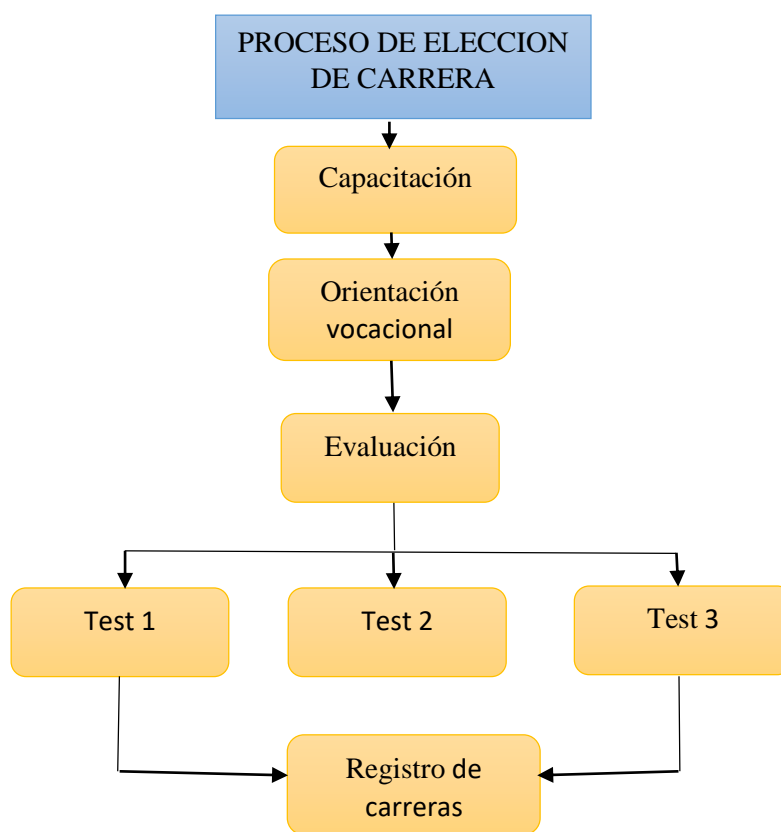 PROCESO DE ELECCION
DE CARRERA
Capacitación
Orientación
vocacional
Evaluación
Test 1
Test 2
Test 3
Registro de
carreras